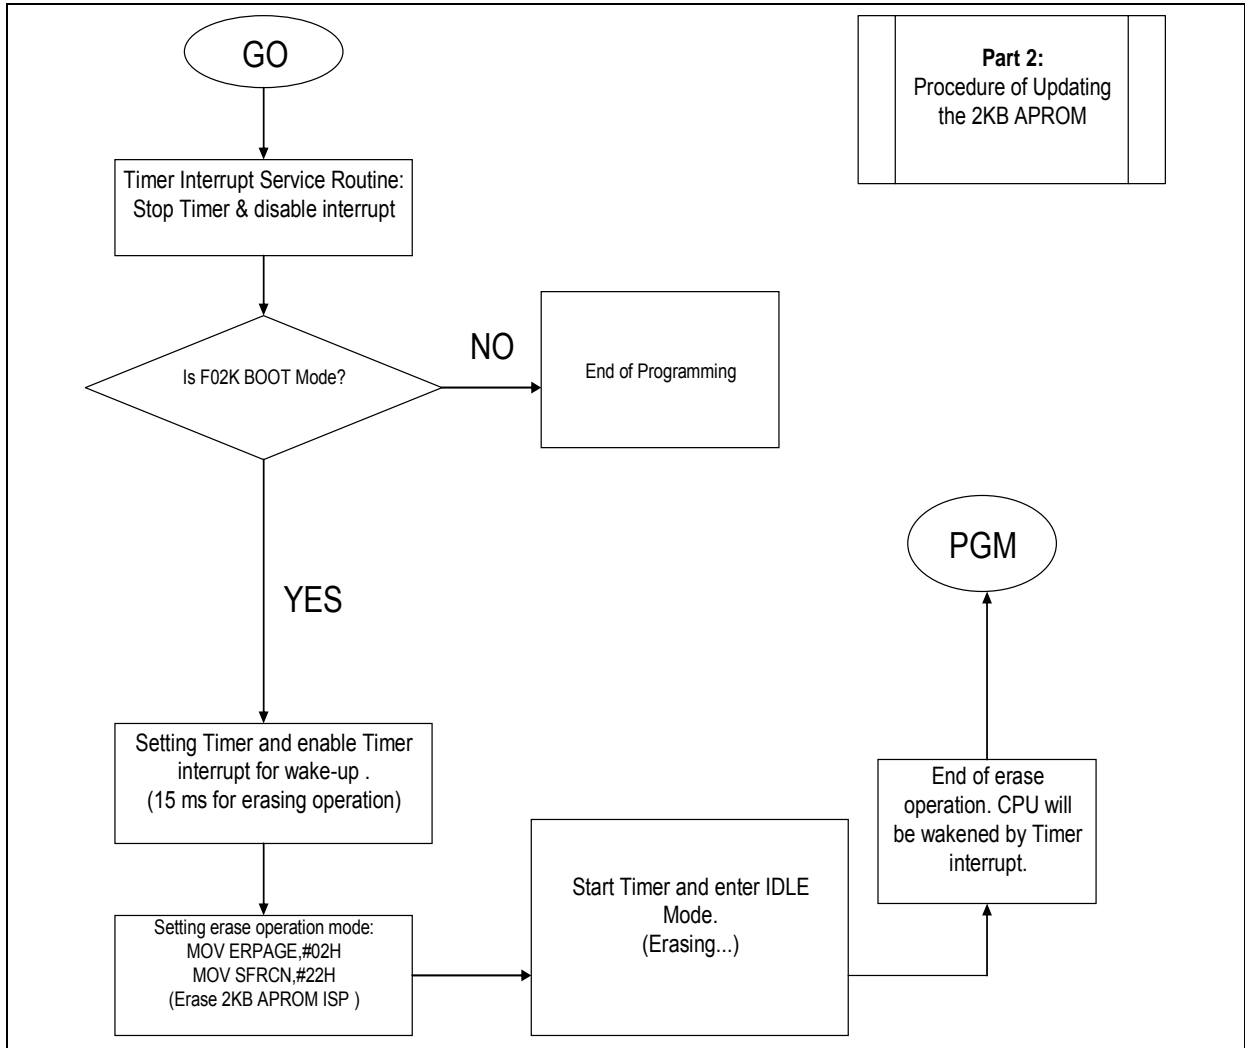 GO
Part 2:
Procedure of Updating
the 2KB APROM
Timer Interrupt Service Routine:
Stop Timer & disable interrupt
Is F02K BOOT Mode?
NO
End of Programming
YES
PGM
Setting Timer and enable Timer
interrupt for wake-up .
(15 ms for erasing operation)
End of erase
operation. CPU will
be wakened by Timer
interrupt.
Setting erase operation mode:
MOV ERPAGE,#02H
MOV SFRCN,#22H
(Erase 2KB APROM ISP )
Start Timer and enter IDLE
Mode.
(Erasing...)